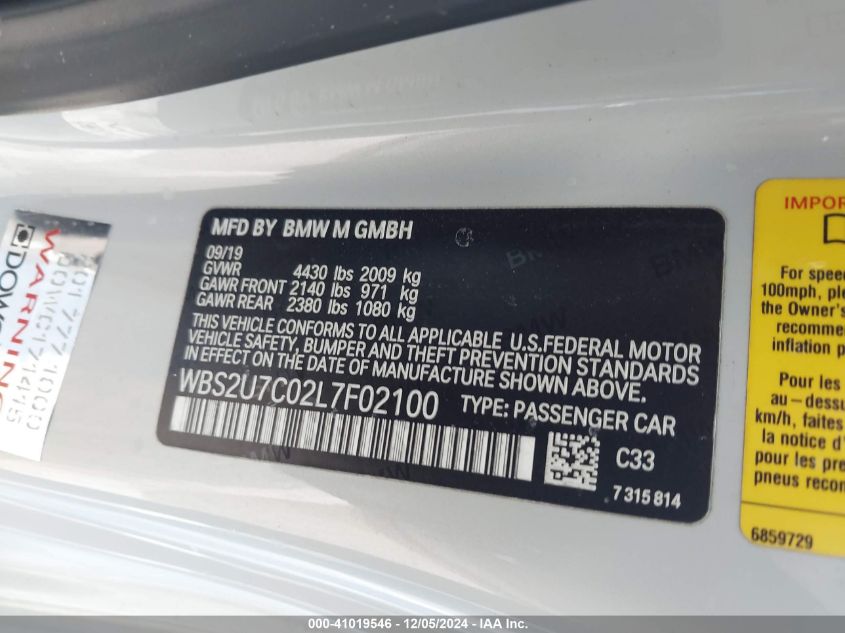 MFD BY BMW M GMBH
09/19
GVWR 4430 lbs 2009 kg
GAWR FRONT 2140 lbs 971 kg
GAWR REAR 2380 lbs 1080 kg
THIS VEHICLE CONFORMS TO ALL APPLICABLE U.S.FEDERAL MOTOR
VEHICLE SAFETY, BUMPER AND THEFT PREVENTION STANDARDS
IN EFFECT ON THE DATE OF MANUFACTURE SHOWN ABOVE.
WBS2U7C02L7F02100 TYPE: PASSENGER CAR
C33
7 315 814
WARNING
IMPOR
For speed
100mph, ple
the Owner's
recommen
inflation p
Pour les
au-dessu
km/h, faites
la notice d'
pour les pre
pneus recom
6859729
000-41019546 - 12/05/2024 - IAA Inc.